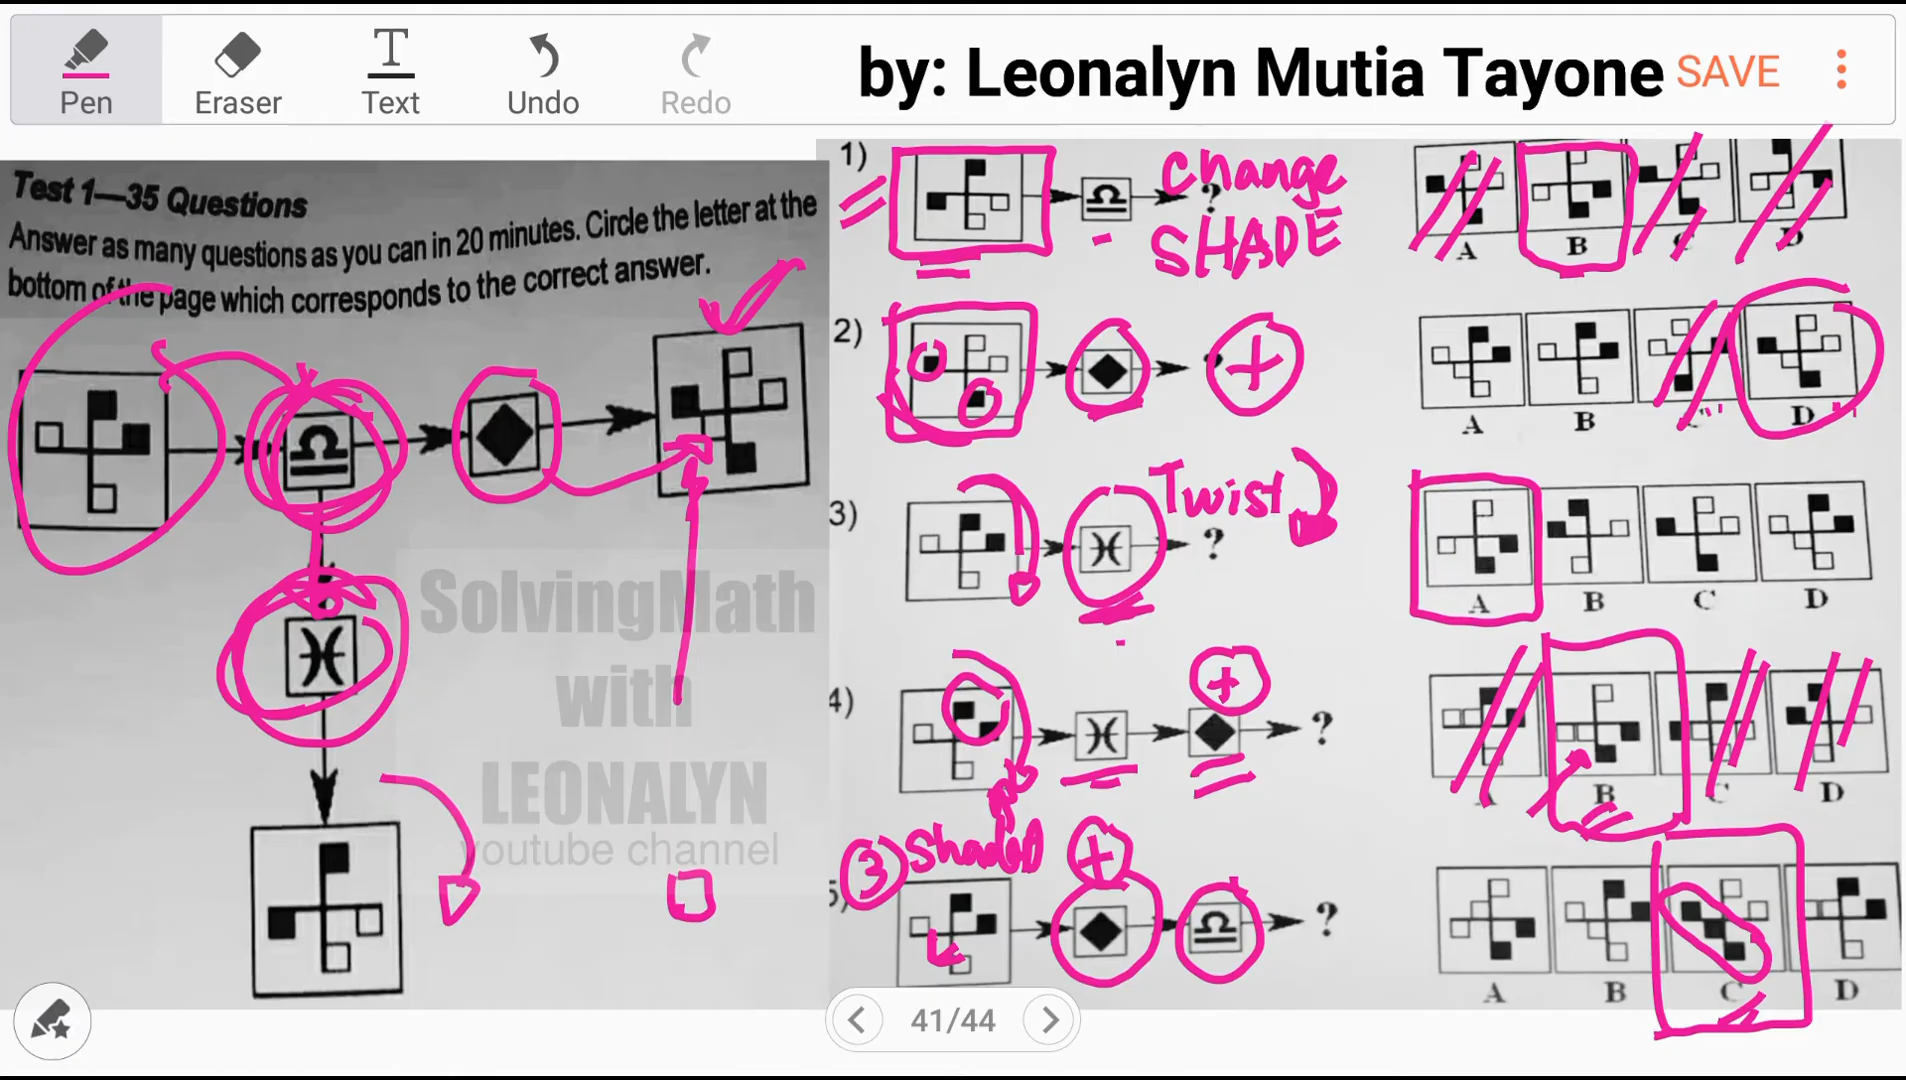 Pen
Eraser
Text
Undo
Redo
by: Leonalyn Mutia Tayone
SAVE
Test 1—35 Questions
Answer as many questions as you can in 20 minutes. Circle the letter at the
bottom of the page which corresponds to the correct answer.
SolvingMath
with
LEONALYN
youtube channel
1)
change
?
SHADE
A
B
C
D
2)
+
A
B
C
D
3)
?
Twist
A
B
C
D
4)
+
?
A
B
C
D
3 Shaded
+
5)
?
A
B
C
D
41/44